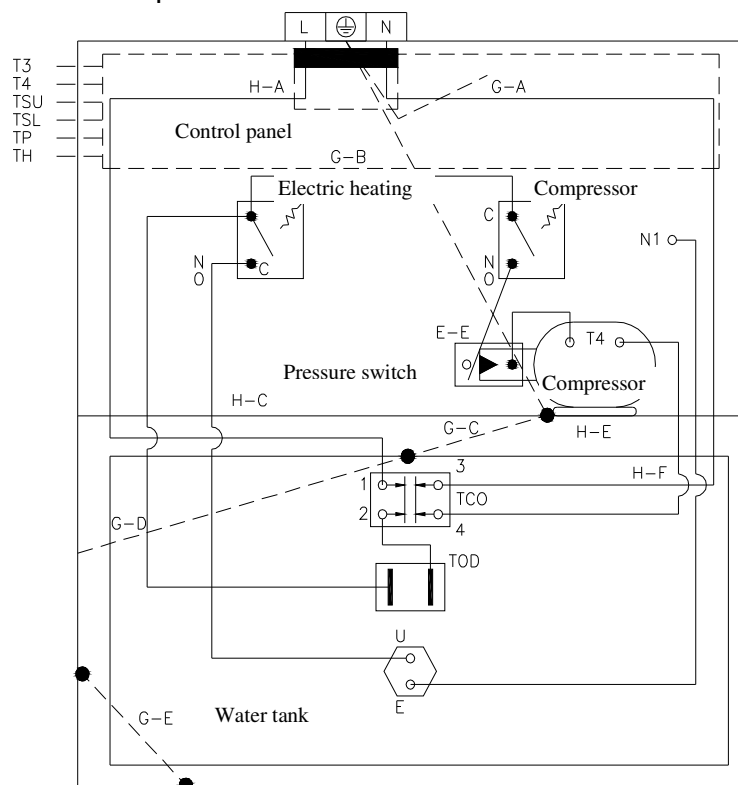 L N
T3
T4
TSU
TSL
TP
TH
H-A
G-A
Control panel
G-B
Electric heating
Compressor
C
N
O
C
N
O
N1
E-E
T4
Pressure switch
Compressor
H-C
G-C
H-E
3
1
H-F
TCO
2
4
G-D
TOD
U
E
G-E
Water tank